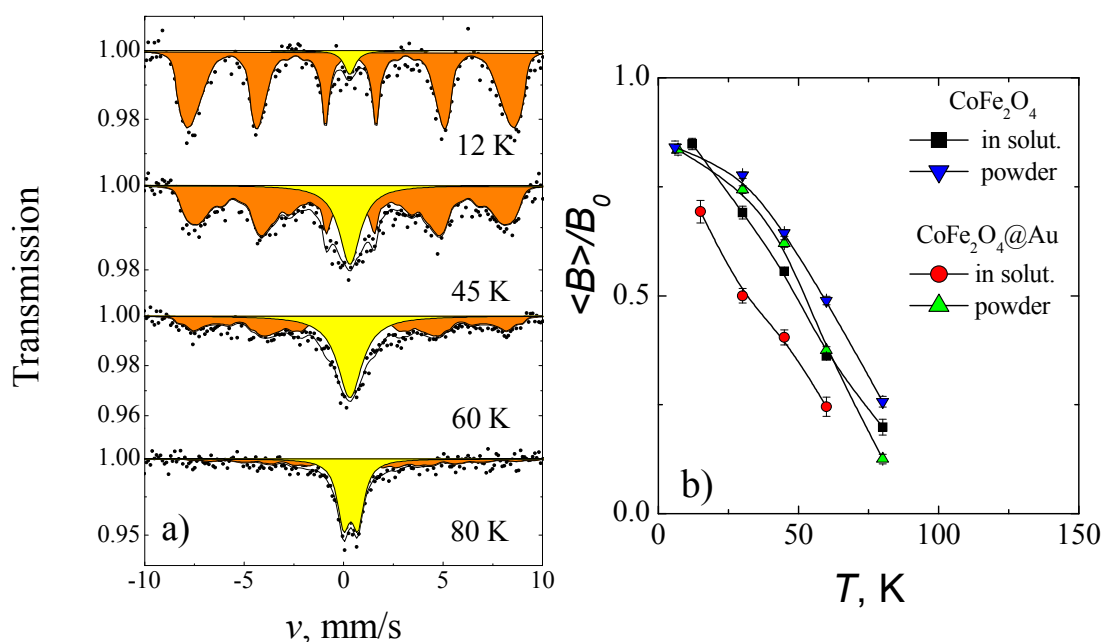 Transmission
1.00
0.98
12 K
1.00
0.98
45 K
1.00
0.98
0.96
60 K
1.00
0.95
a)
80 K
-10 -5 0 5 10
v, mm/s
<B>/B₀
1.0
0.5
0.0
CoFe₂O₄
in solut.
powder
CoFe₂O₄@Au
in solut.
powder
b)
0 50 100 150
T, K